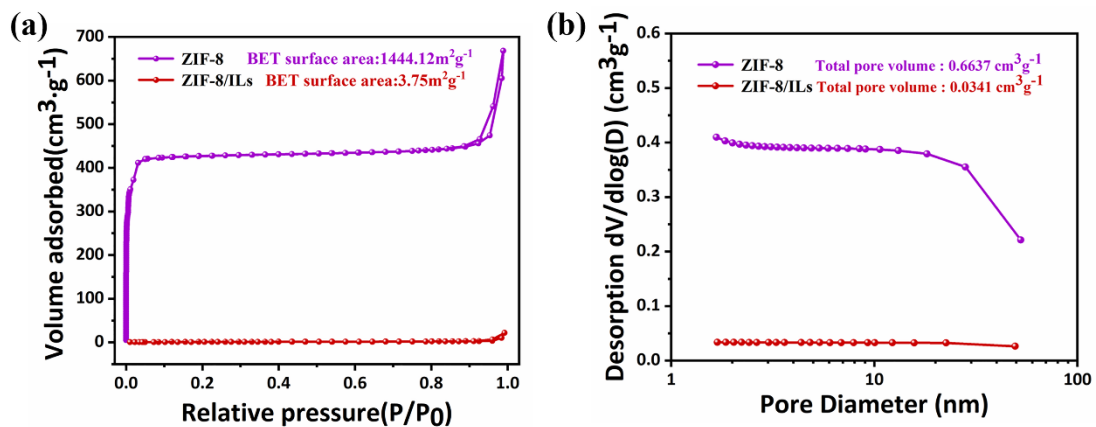 (a)
700
600
500
400
300
200
100
0
Volume adsorbed(cm³·g⁻¹)
ZIF-8 BET surface area:1444.12m²g⁻¹
ZIF-8/ILs BET surface area:3.75m²g⁻¹
0.0 0.2 0.4 0.6 0.8 1.0
Relative pressure(P/P₀)
(b)
0.6
0.5
0.4
0.3
0.2
0.1
0.0
Desorption dV/dlog(D) (cm³g⁻¹)
ZIF-8 Total pore volume : 0.6637 cm³g⁻¹
ZIF-8/ILs Total pore volume : 0.0341 cm³g⁻¹
1 10 100
Pore Diameter (nm)